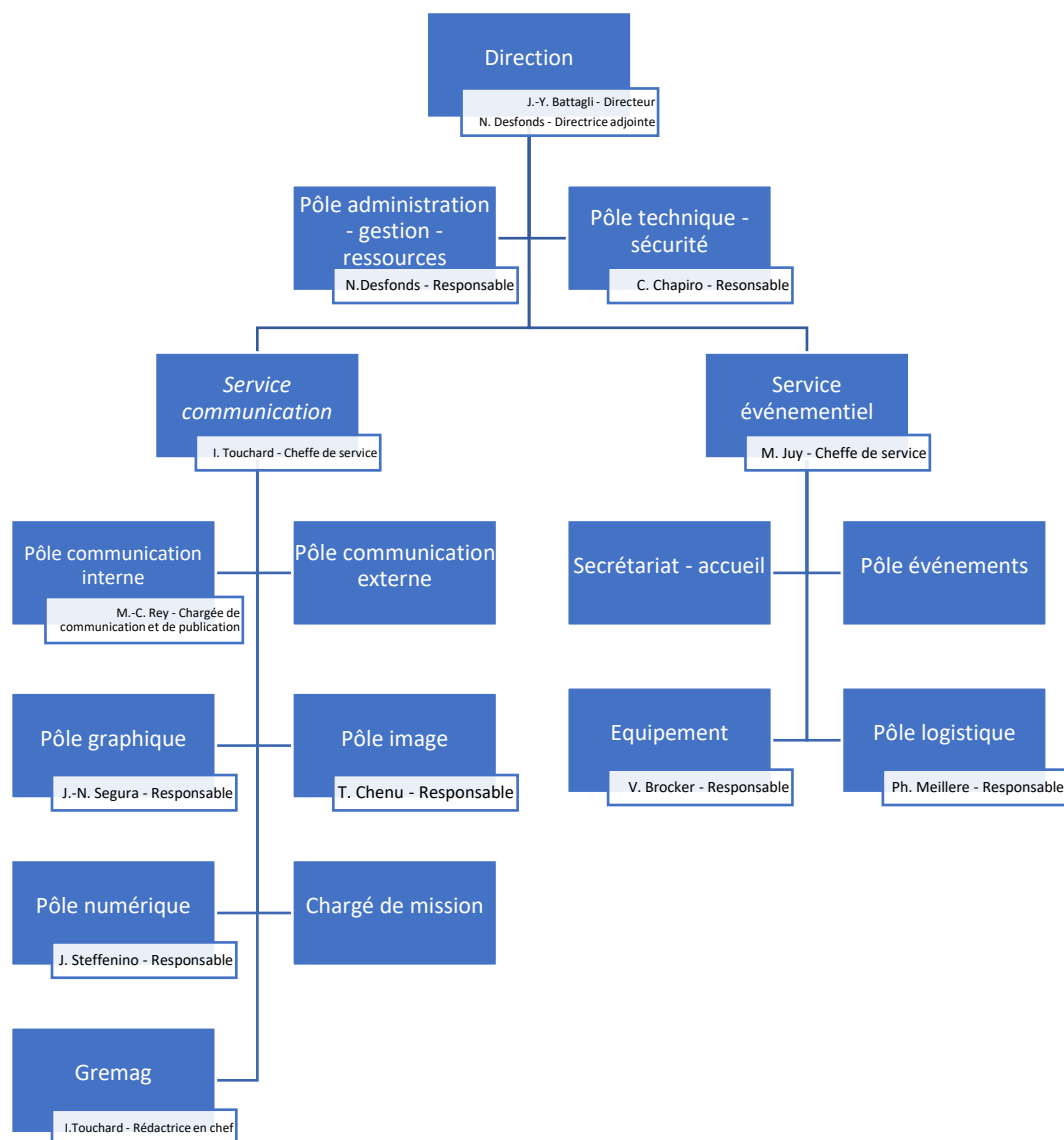 Direction
J.-Y. Battagli - Directeur
N. Desfonds - Directrice adjointe
Pôle administration
- gestion -
ressources
N.Desfonds - Responsable
Pôle technique -
sécurité
C. Chapiro - Resonsable
Service
communication
I. Touchard - Cheffe de service
Service
événementiel
M. Juy - Cheffe de service
Pôle communication
interne
M.-C. Rey - Chargée de
communication et de publication
Pôle communication
externe
Secrétariat - accueil
Pôle événements
Pôle graphique
J.-N. Segura - Responsable
Pôle image
T. Chenu - Responsable
Equipement
V. Brocker - Responsable
Pôle logistique
Ph. Meillere - Responsable
Pôle numérique
J. Steffenino - Responsable
Chargé de mission
Gremag
I.Touchard - Rédactrice en chef